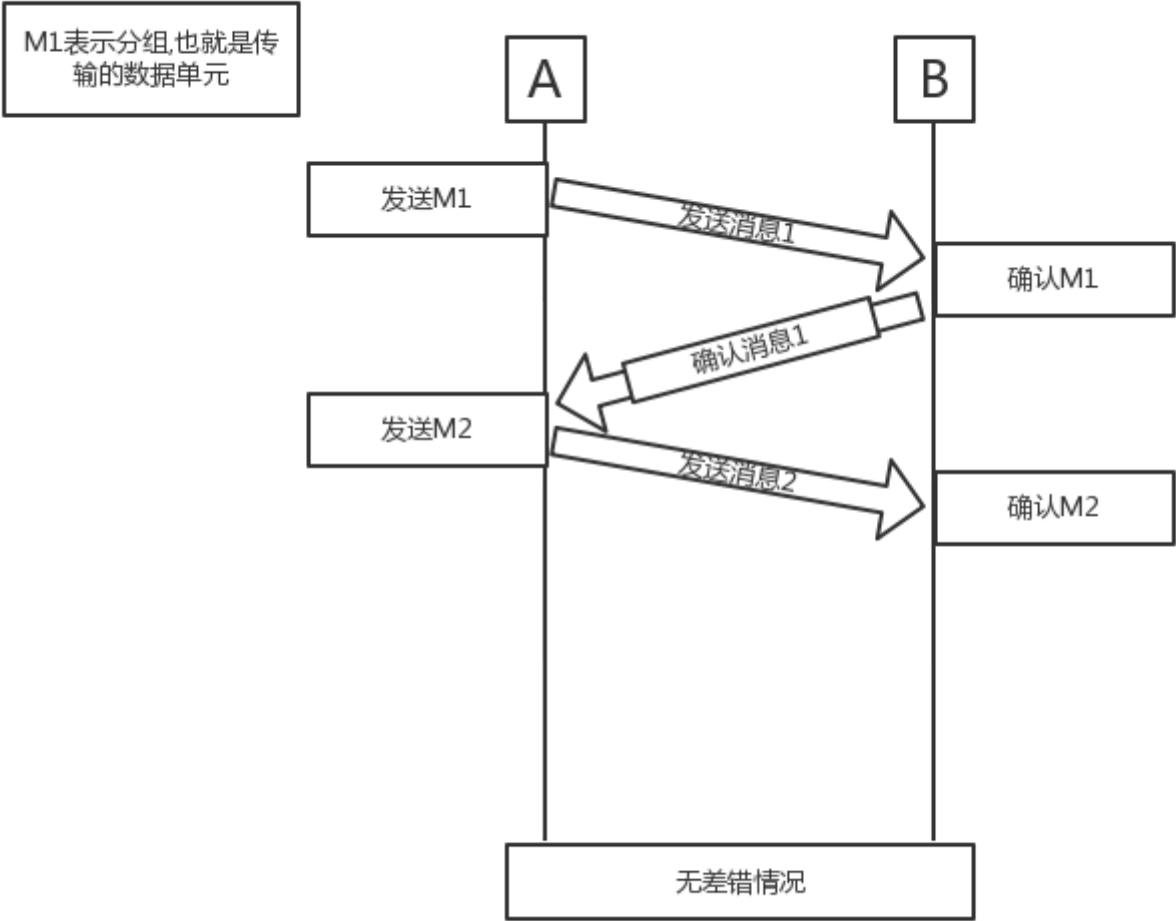 M1表示分组,也就是传
输的数据单元
A
B
发送M1
发送消息1
确认M1
确认消息1
发送M2
发送消息2
确认M2
无差错情况